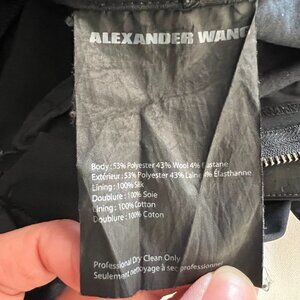 ALEXANDER WANG
Body : 53% Polyester 43% Wool 4% Elastane
Extérieur : 53% Polyester 43% Laine 4% Élasthanne
Lining : 100% Silk
Doublure : 100% Soie
Lining : 100% Cotton
Doublure : 100% Coton
Professional Dry Clean Only
Seulement nettoyage à sec professionnel